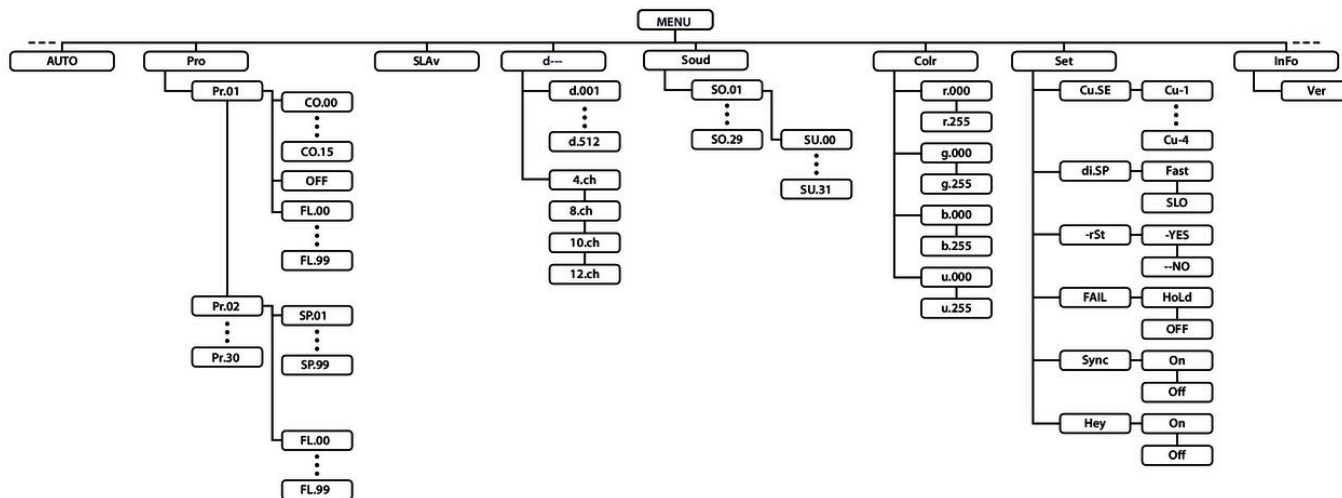 MENU
AUTO
Pro
Pr.01
CO.00
CO.15
OFF
FL.00
FL.99
Pr.02
Pr.30
SP.01
SP.99
FL.00
FL.99
SLAv
d---
d.001
d.512
4.ch
8.ch
10.ch
12.ch
Soud
SO.01
SO.29
SU.00
SU.31
Colr
r.000
r.255
g.000
g.255
b.000
b.255
u.000
u.255
Set
Cu.SE
Cu-1
Cu-4
di.SP
Fast
SLO
-rSt
-YES
--NO
FAIL
HoLd
OFF
Sync
On
Off
Hey
On
Off
InFo
Ver